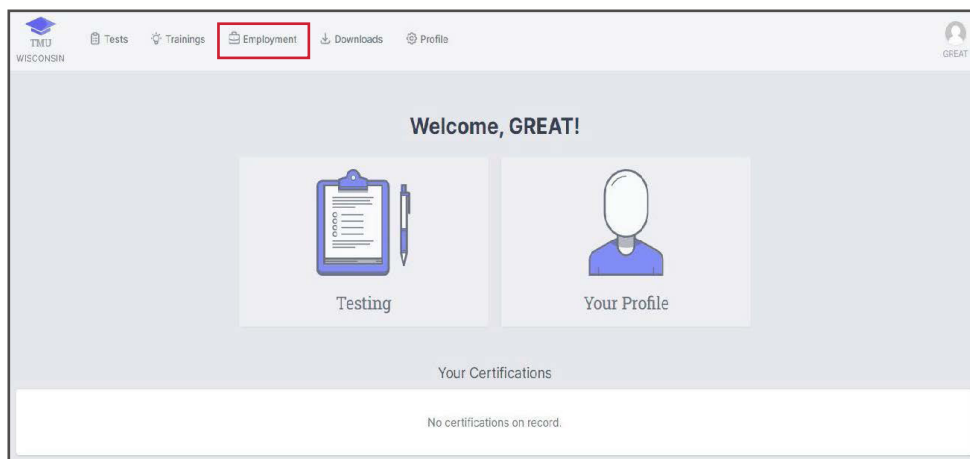 TMU
WISCONSIN
Tests
Trainings
Employment
Downloads
Profile
GREAT
Welcome, GREAT!
Testing
Your Profile
Your Certifications
No certifications on record.